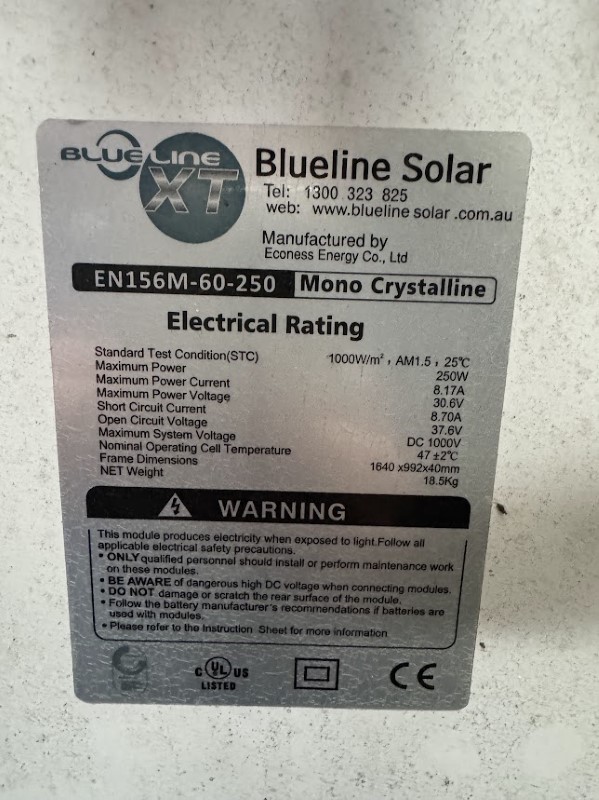 BLUELINE
XT
Blueline Solar
Tel: 1300 323 825
web: www.blueline solar .com.au
Manufactured by
Econess Energy Co., Ltd
EN156M-60-250 Mono Crystalline
Electrical Rating
Standard Test Condition(STC) 1000W/m², AM1.5, 25℃
Maximum Power 250W
Maximum Power Current 8.17A
Maximum Power Voltage 30.6V
Short Circuit Current 8.70A
Open Circuit Voltage 37.6V
Maximum System Voltage DC 1000V
Nominal Operating Cell Temperature 47 ±2℃
Frame Dimensions 1640 x992x40mm
NET Weight 18.5Kg
WARNING
This module produces electricity when exposed to light.Follow all
applicable electrical safety precautions.
• ONLY qualified personnel should install or perform maintenance work
on these modules.
• BE AWARE of dangerous high DC voltage when connecting modules.
• DO NOT damage or scratch the rear surface of the module.
• Follow the battery manufacturer's recommendations if batteries are
used with modules.
• Please refer to the Instruction Sheet for more information
C UL US
LISTED
CE